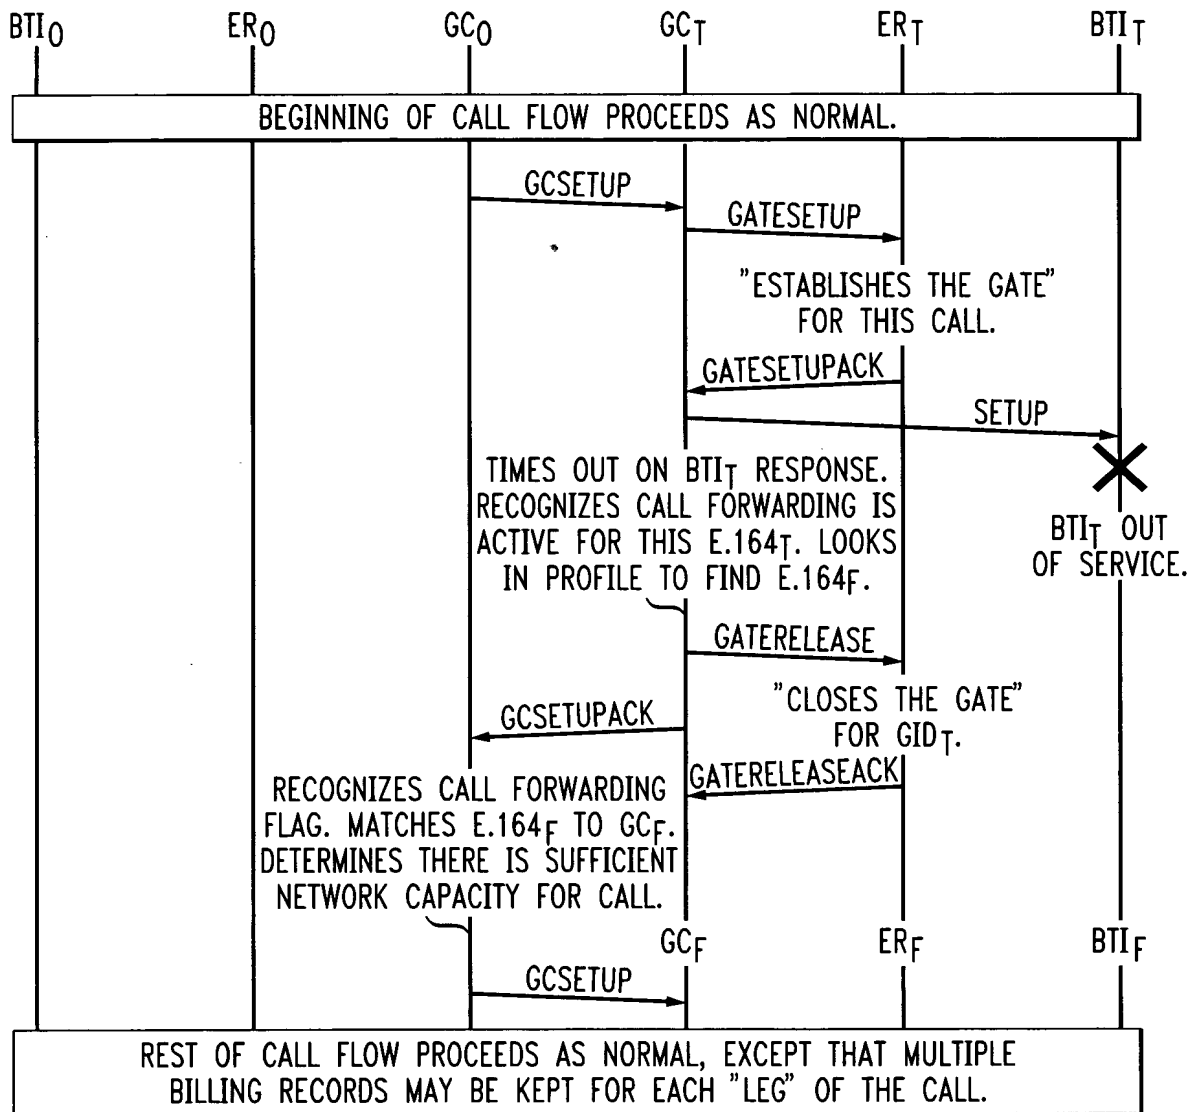 BTIO ERO GCO GCT ERT BTIT
BEGINNING OF CALL FLOW PROCEEDS AS NORMAL.
GCSETUP
GATESETUP
"ESTABLISHES THE GATE"
FOR THIS CALL.
GATESETUPACK
SETUP
TIMES OUT ON BTIT RESPONSE.
RECOGNIZES CALL FORWARDING IS
ACTIVE FOR THIS E.164T. LOOKS
IN PROFILE TO FIND E.164F.
BTIT OUT
OF SERVICE.
GATERELEASE
"CLOSES THE GATE"
FOR GIDT.
GCSETUPACK
GATERELEASEACK
RECOGNIZES CALL FORWARDING
FLAG. MATCHES E.164F TO GCF.
DETERMINES THERE IS SUFFICIENT
NETWORK CAPACITY FOR CALL.
GCF ERF BTIF
GCSETUP
REST OF CALL FLOW PROCEEDS AS NORMAL, EXCEPT THAT MULTIPLE
BILLING RECORDS MAY BE KEPT FOR EACH "LEG" OF THE CALL.